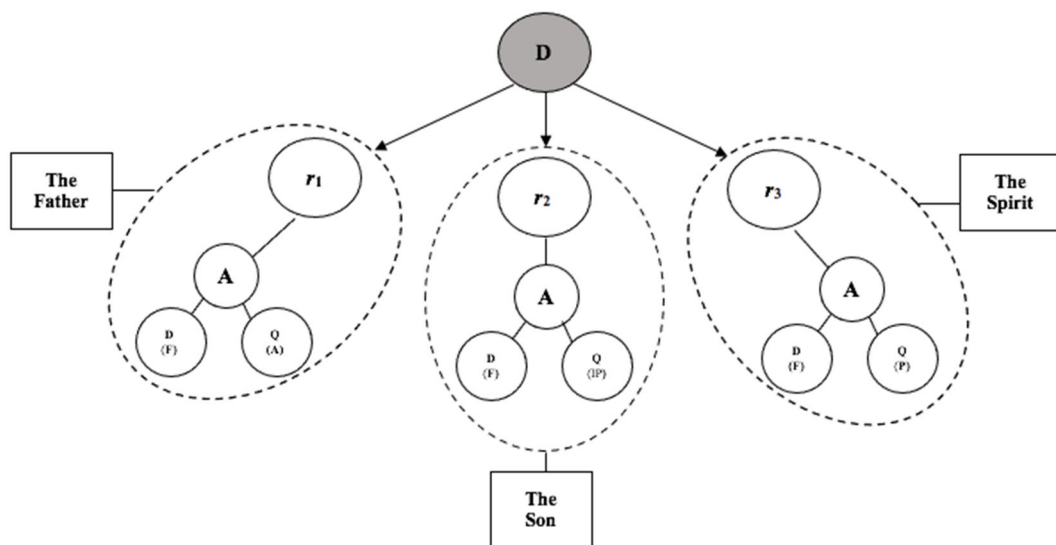 D
The
Father
r1
A
D
(F)
Q
(A)
r2
A
D
(F)
Q
(IP)
r3
A
D
(F)
Q
(P)
The
Spirit
The
Son